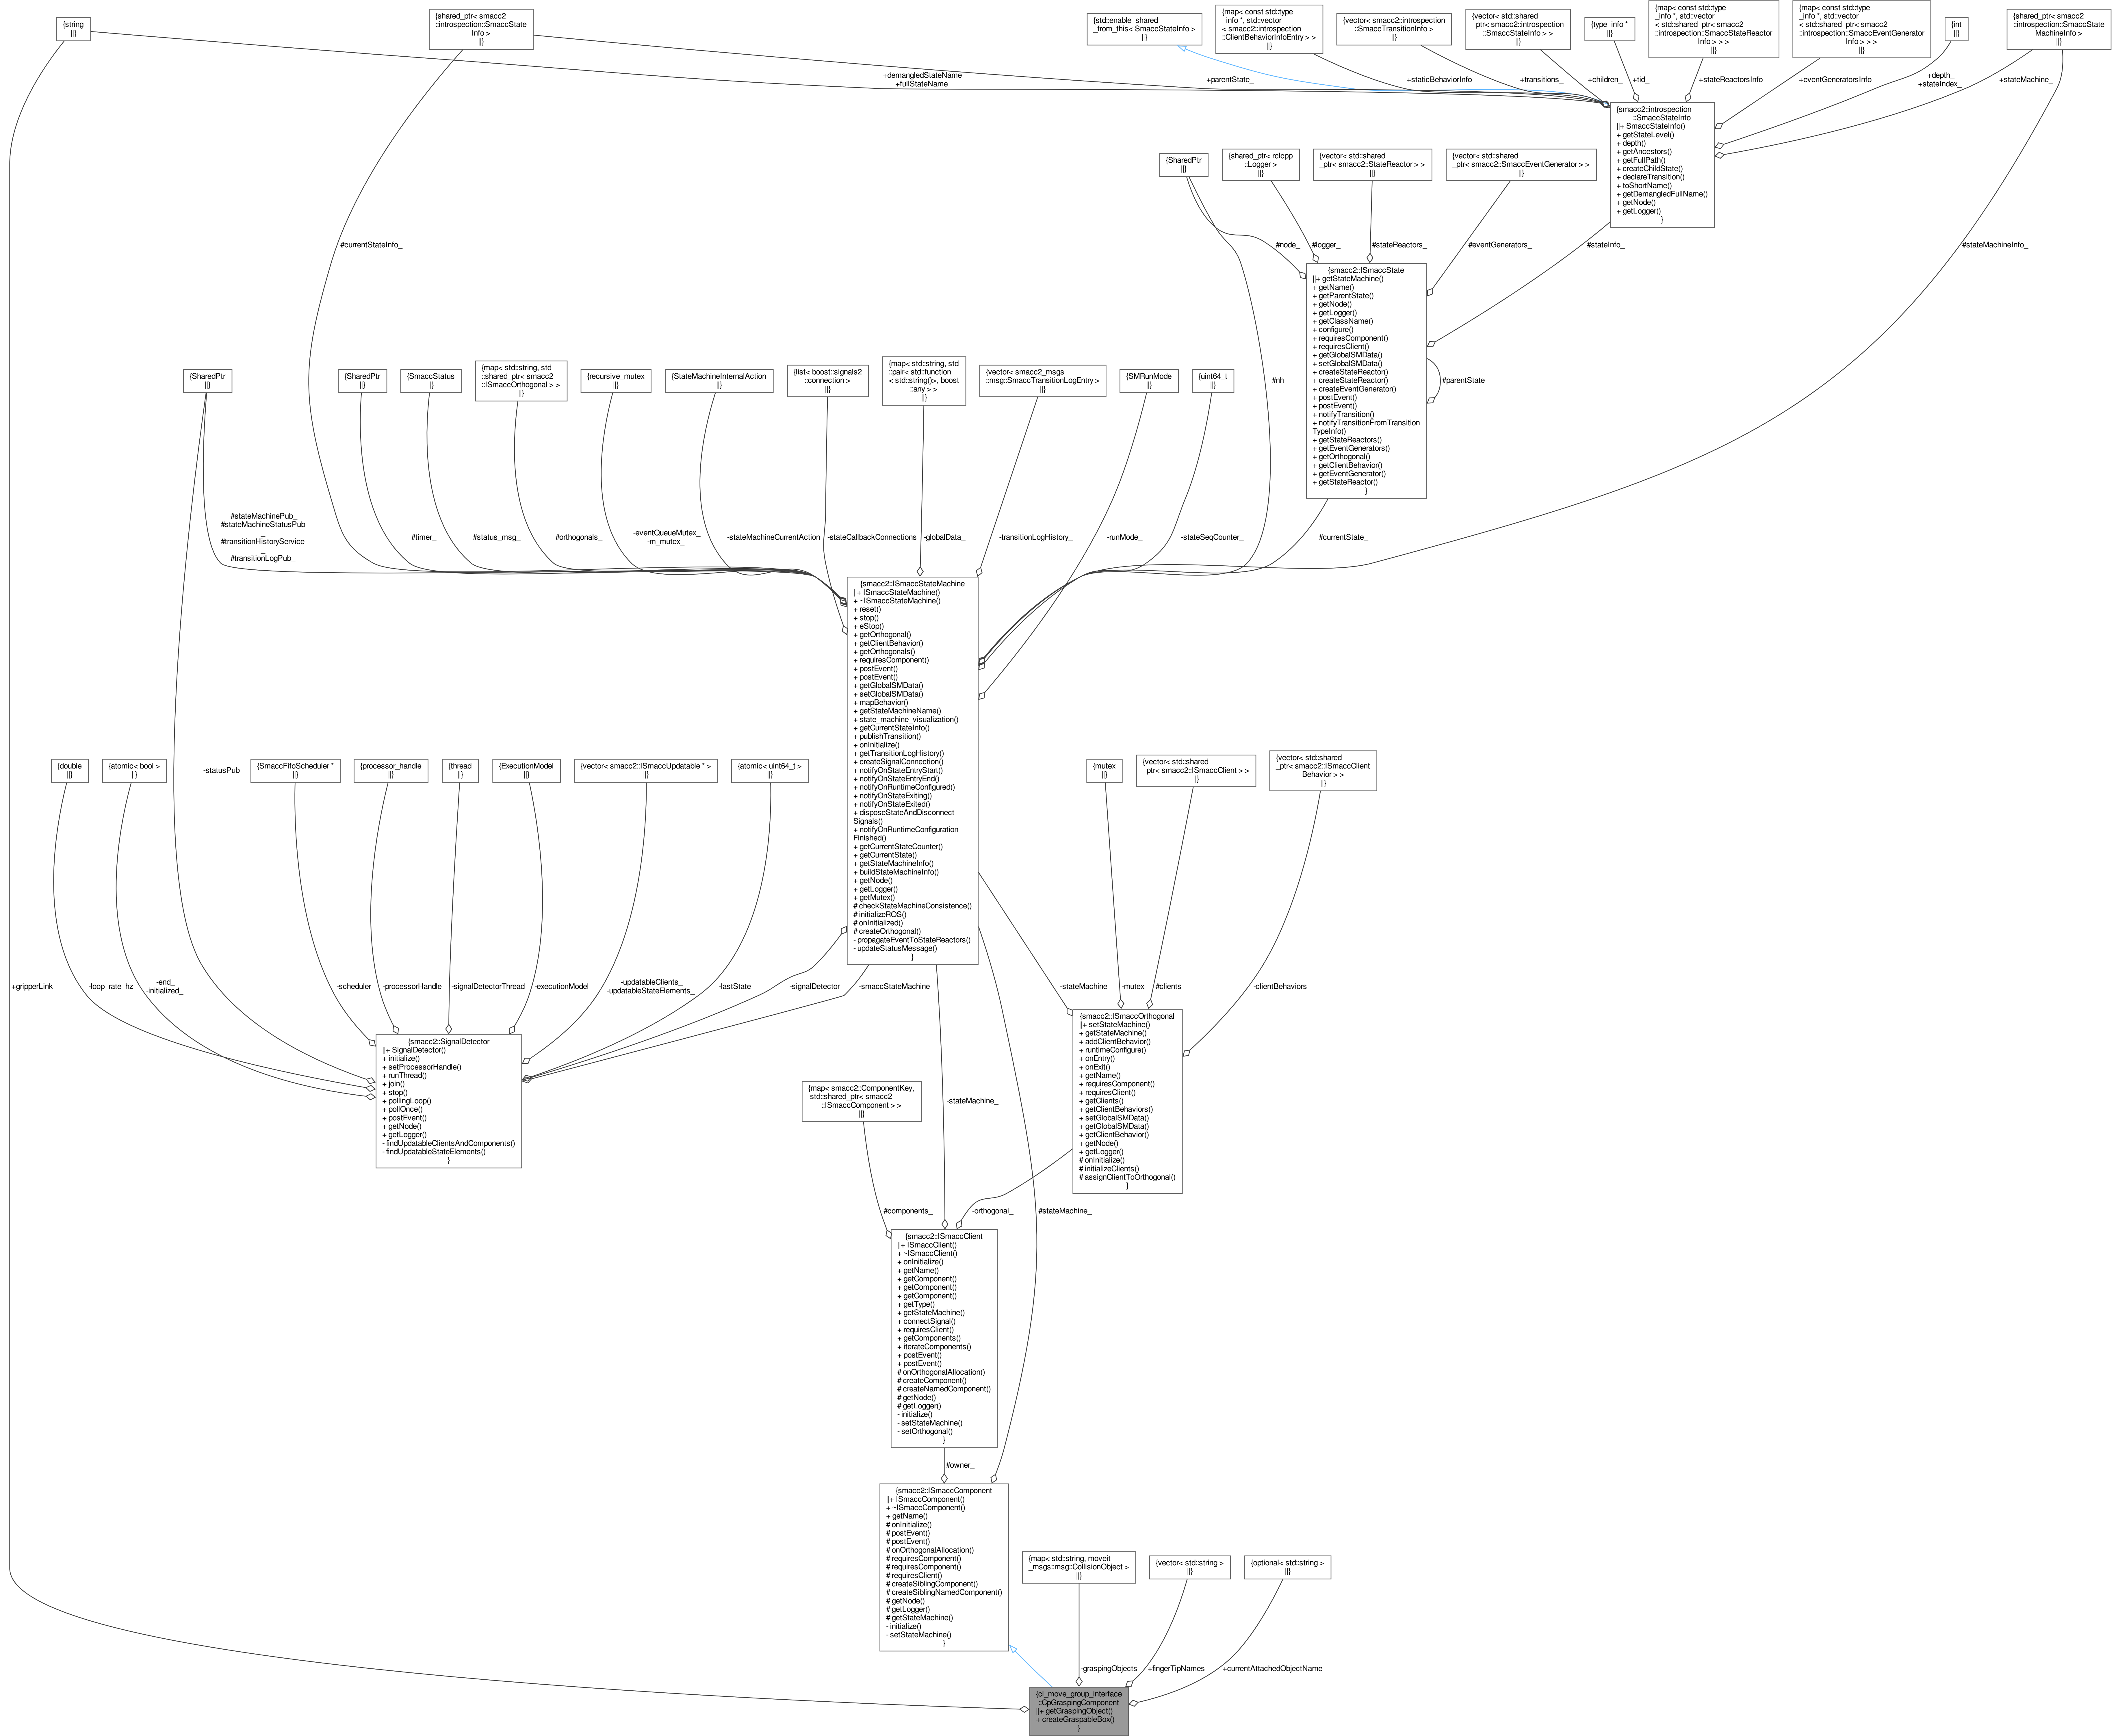 {string
||}
{shared_ptr< smacc2
::introspection::SmaccState
Info >
||}
{std::enable_shared
_from_this< SmaccStateInfo >
||}
{map< const std::type
_info *, std::vector
< smacc2::introspection
::ClientBehaviorInfoEntry > >
||}
{vector< smacc2::introspection
::SmaccTransitionInfo >
||}
{vector< std::shared
_ptr< smacc2::introspection
::SmaccStateInfo > >
||}
{type_info *
||}
{map< const std::type
_info *, std::vector
< std::shared_ptr< smacc2
::introspection::SmaccStateReactor
Info > > >
||}
{map< const std::type
_info *, std::vector
< std::shared_ptr< smacc2
::introspection::SmaccEventGenerator
Info > > >
||}
{int
||}
{shared_ptr< smacc2
::introspection::SmaccState
MachineInfo >
||}
+demangledStateName
+fullStateName
+parentState_
+staticBehaviorInfo
+transitions_
+children_
+tid_
+stateReactorsInfo
+eventGeneratorsInfo
+depth_
+stateIndex_
+stateMachine_
{smacc2::introspection
::SmaccStateInfo
||+ SmaccStateInfo()
+ getStateLevel()
+ depth()
+ getAncestors()
+ getFullPath()
+ createChildState()
+ declareTransition()
+ toShortName()
+ getDemangledFullName()
+ getNode()
+ getLogger()
}
{SharedPtr
||}
{shared_ptr< rclcpp
::Logger >
||}
{vector< std::shared
_ptr< smacc2::StateReactor > >
||}
{vector< std::shared
_ptr< smacc2::SmaccEventGenerator > >
||}
#currentStateInfo_
#node_
#logger_
#stateReactors_
#eventGenerators_
#stateInfo_
#stateMachineInfo_
{smacc2::ISmaccState
||+ getStateMachine()
+ getName()
+ getParentState()
+ getNode()
+ getLogger()
+ getClassName()
+ configure()
+ requiresComponent()
+ requiresClient()
+ getGlobalSMData()
+ setGlobalSMData()
+ createStateReactor()
+ createStateReactor()
+ createEventGenerator()
+ postEvent()
+ postEvent()
+ notifyTransition()
+ notifyTransitionFromTransition
TypeInfo()
+ getStateReactors()
+ getEventGenerators()
+ getOrthogonal()
+ getClientBehavior()
+ getEventGenerator()
+ getStateReactor()
}
#parentState_
#nh_
{SharedPtr
||}
{SharedPtr
||}
{SmaccStatus
||}
{map< std::string, std
::shared_ptr< smacc2
::ISmaccOrthogonal > >
||}
{recursive_mutex
||}
{StateMachineInternalAction
||}
{list< boost::signals2
::connection >
||}
{map< std::string, std
::pair< std::function
< std::string()>, boost
::any > >
||}
{vector< smacc2_msgs
::msg::SmaccTransitionLogEntry >
||}
{SMRunMode
||}
{uint64_t
||}
#stateMachinePub_
#stateMachineStatusPub
_
#transitionHistoryService
_
#transitionLogPub_
#timer_
#status_msg_
#orthogonals_
-eventQueueMutex_
-m_mutex_
-stateMachineCurrentAction
-stateCallbackConnections
-globalData_
-transitionLogHistory_
-runMode_
-stateSeqCounter_
#currentState_
{smacc2::ISmaccStateMachine
||+ ISmaccStateMachine()
+ ~ISmaccStateMachine()
+ reset()
+ stop()
+ eStop()
+ getOrthogonal()
+ getClientBehavior()
+ getOrthogonals()
+ requiresComponent()
+ postEvent()
+ postEvent()
+ getGlobalSMData()
+ setGlobalSMData()
+ mapBehavior()
+ getStateMachineName()
+ state_machine_visualization()
+ getCurrentStateInfo()
+ publishTransition()
+ onInitialize()
+ getTransitionLogHistory()
+ createSignalConnection()
+ notifyOnStateEntryStart()
+ notifyOnStateEntryEnd()
+ notifyOnRuntimeConfigured()
+ notifyOnStateExiting()
+ notifyOnStateExited()
+ disposeStateAndDisconnect
Signals()
+ notifyOnRuntimeConfiguration
Finished()
+ getCurrentStateCounter()
+ getCurrentState()
+ getStateMachineInfo()
+ buildStateMachineInfo()
+ getNode()
+ getLogger()
+ getMutex()
# checkStateMachineConsistence()
# initializeROS()
# onInitialized()
# createOrthogonal()
- propagateEventToStateReactors()
- updateStatusMessage()
}
{double
||}
{atomic< bool >
||}
{SmaccFifoScheduler *
||}
{processor_handle
||}
{thread
||}
{ExecutionModel
||}
{vector< smacc2::ISmaccUpdatable * >
||}
{atomic< uint64_t >
||}
{mutex
||}
{vector< std::shared
_ptr< smacc2::ISmaccClient > >
||}
{vector< std::shared
_ptr< smacc2::ISmaccClient
Behavior > >
||}
-statusPub_
+gripperLink_
-loop_rate_hz
-end_
-initialized_
-scheduler_
-processorHandle_
-signalDetectorThread_
-executionModel_
-updatableClients_
-updatableStateElements_
-lastState_
-signalDetector_
-smaccStateMachine_
-stateMachine_
-mutex_
#clients_
-clientBehaviors_
{smacc2::SignalDetector
||+ SignalDetector()
+ initialize()
+ setProcessorHandle()
+ runThread()
+ join()
+ stop()
+ pollingLoop()
+ pollOnce()
+ postEvent()
+ getNode()
+ getLogger()
- findUpdatableClientsAndComponents()
- findUpdatableStateElements()
}
{smacc2::ISmaccOrthogonal
||+ setStateMachine()
+ getStateMachine()
+ addClientBehavior()
+ runtimeConfigure()
+ onEntry()
+ onExit()
+ getName()
+ requiresComponent()
+ requiresClient()
+ getClients()
+ getClientBehaviors()
+ setGlobalSMData()
+ getGlobalSMData()
+ getClientBehavior()
+ getNode()
+ getLogger()
# onInitialize()
# initializeClients()
# assignClientToOrthogonal()
}
{map< smacc2::ComponentKey,
std::shared_ptr< smacc2
::ISmaccComponent > >
||}
-stateMachine_
#components_
-orthogonal_
#stateMachine_
{smacc2::ISmaccClient
||+ ISmaccClient()
+ ~ISmaccClient()
+ onInitialize()
+ getName()
+ getComponent()
+ getComponent()
+ getComponent()
+ getType()
+ getStateMachine()
+ connectSignal()
+ requiresClient()
+ getComponents()
+ iterateComponents()
+ postEvent()
+ postEvent()
# onOrthogonalAllocation()
# createComponent()
# createNamedComponent()
# getNode()
# getLogger()
- initialize()
- setStateMachine()
- setOrthogonal()
}
#owner_
{smacc2::ISmaccComponent
||+ ISmaccComponent()
+ ~ISmaccComponent()
+ getName()
# onInitialize()
# postEvent()
# postEvent()
# onOrthogonalAllocation()
# requiresComponent()
# requiresComponent()
# requiresClient()
# createSiblingComponent()
# createSiblingNamedComponent()
# getNode()
# getLogger()
# getStateMachine()
- initialize()
- setStateMachine()
}
{map< std::string, moveit
_msgs::msg::CollisionObject >
||}
{vector< std::string >
||}
{optional< std::string >
||}
-graspingObjects
+fingerTipNames
+currentAttachedObjectName
{cl_move_group_interface
::CpGraspingComponent
||+ getGraspingObject()
+ createGraspableBox()
}